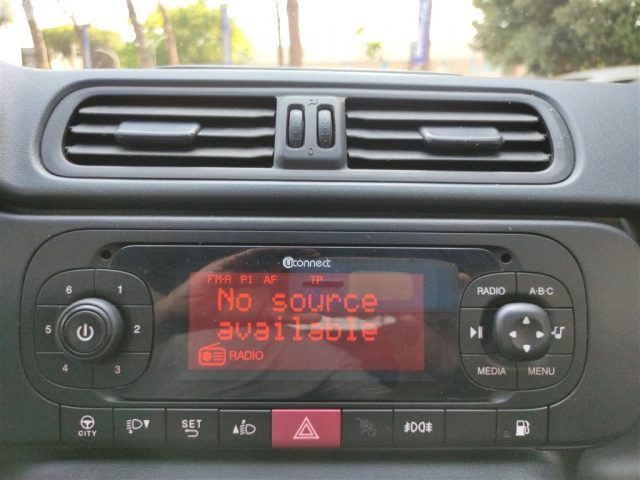 uconnect
FM-A P1 AF TP
No source
available
RADIO
6 1
5 2
4 3
RADIO A-B-C
MEDIA MENU
CITY
SET